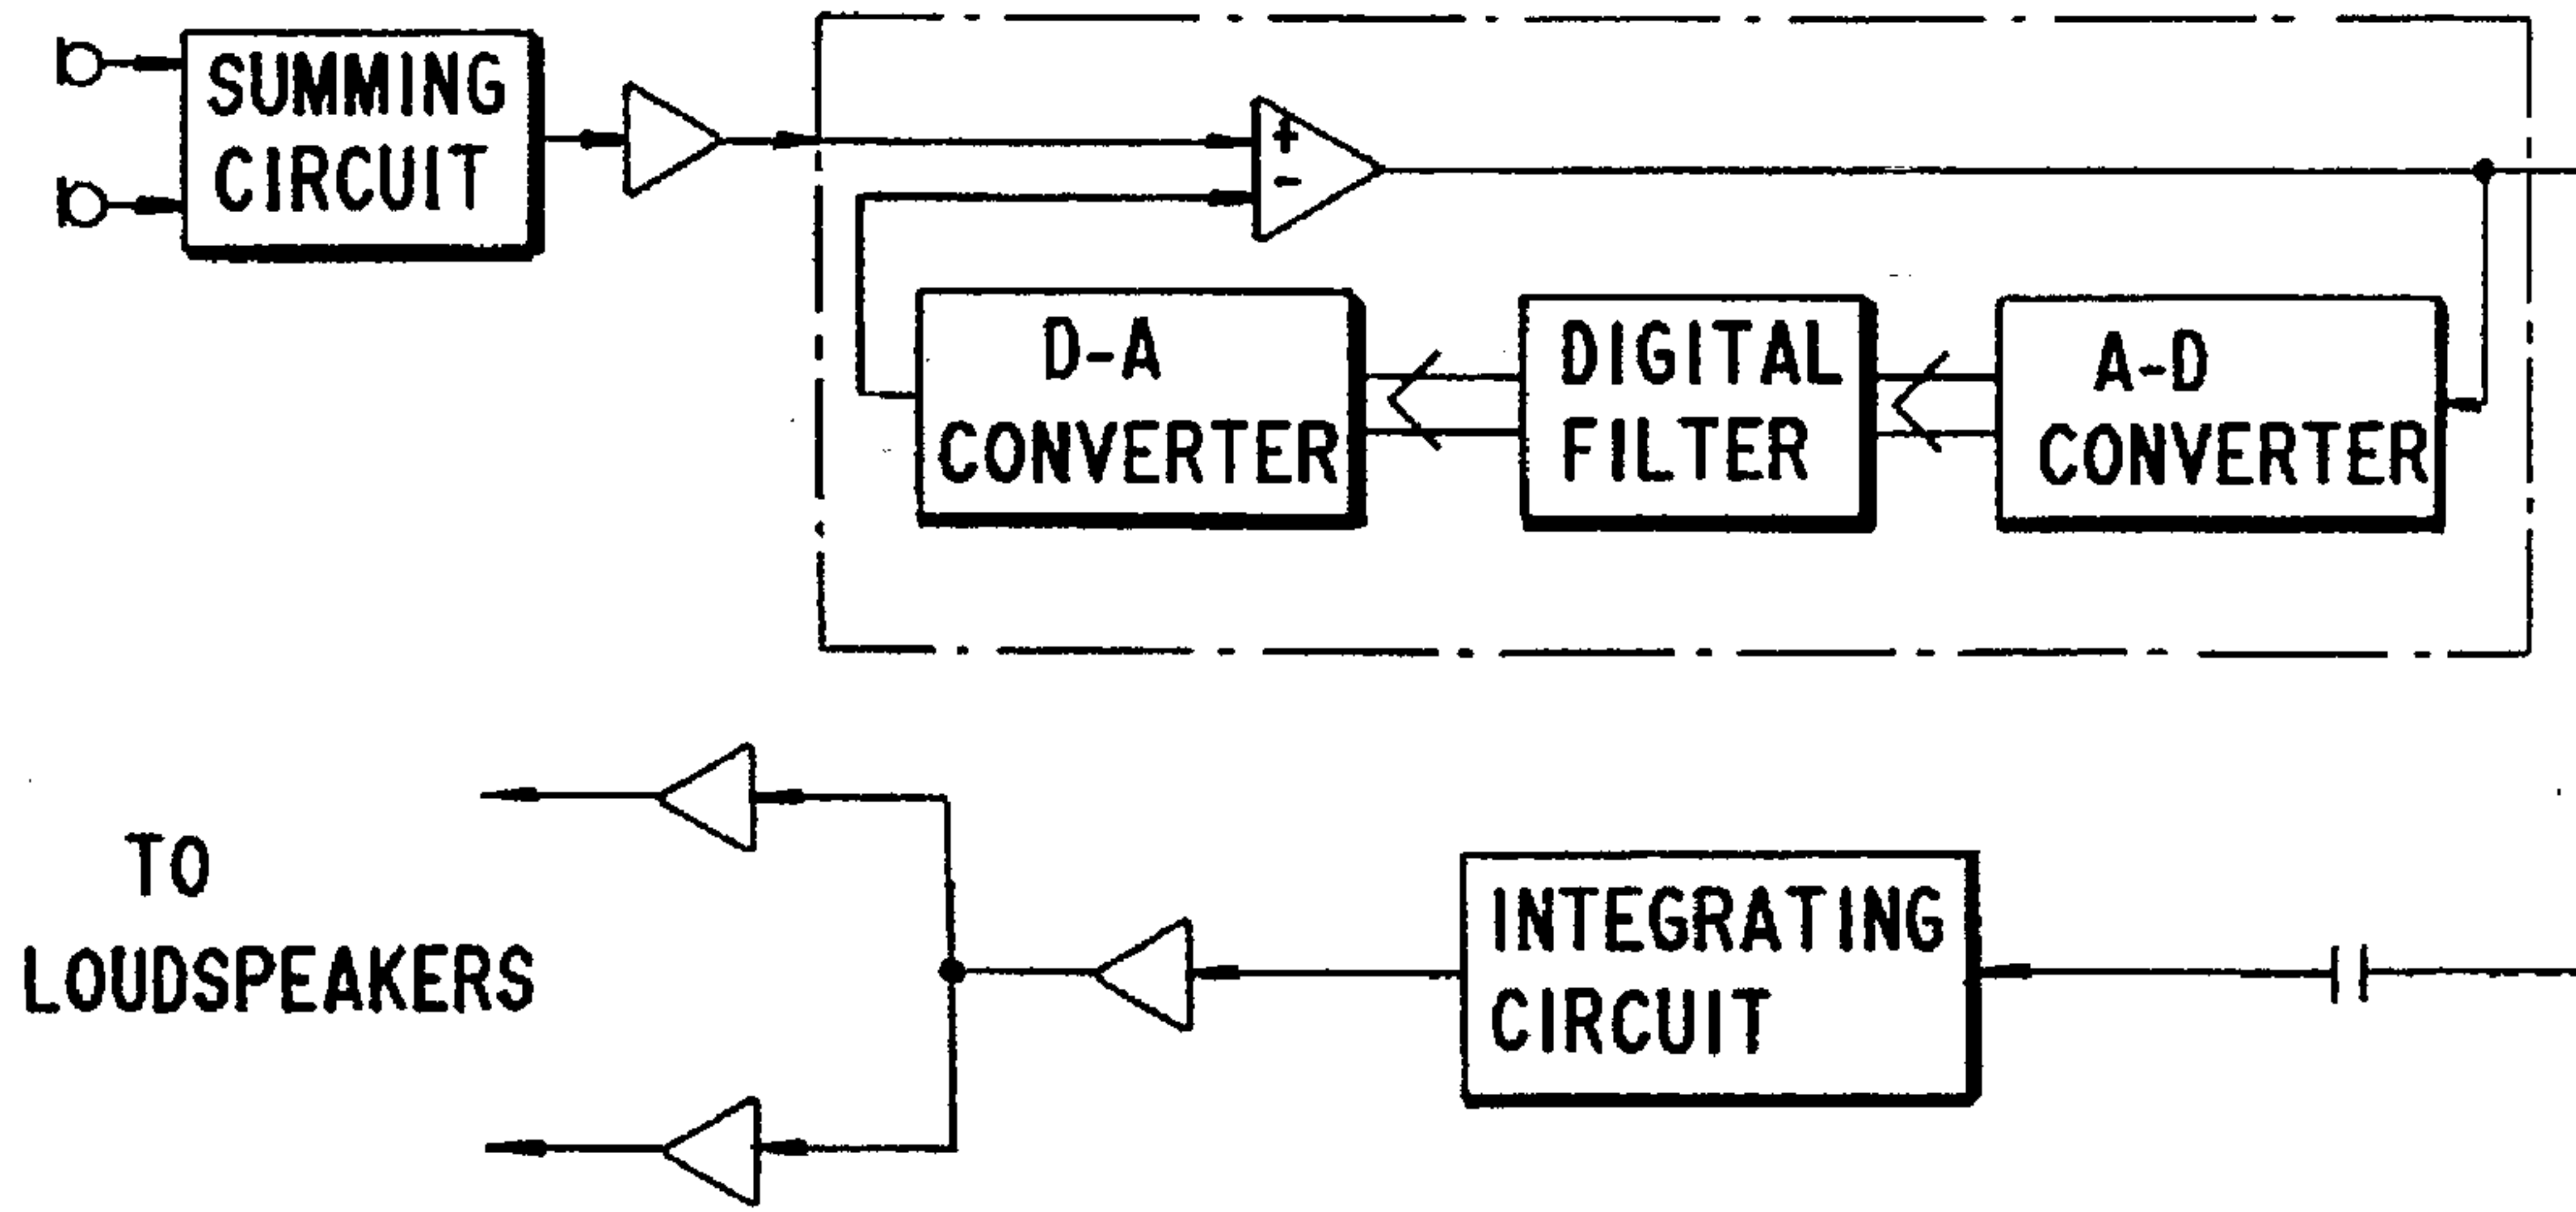 SUMMING
CIRCUIT
+
-
D-A
CONVERTER
DIGITAL
FILTER
A-D
CONVERTER
TO
LOUDSPEAKERS
INTEGRATING
CIRCUIT